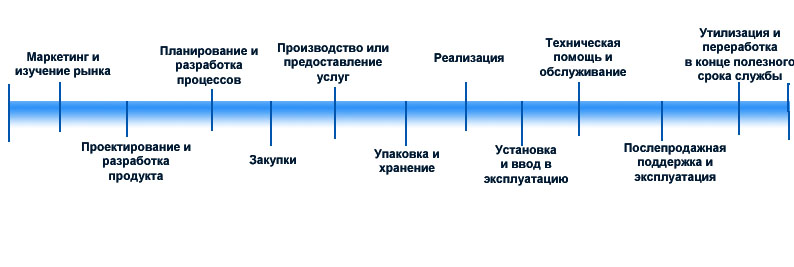 Маркетинг и
изучение рынка
Проектирование и
разработка
продукта
Планирование и
разработка
процессов
Закупки
Производство или
предоставление
услуг
Упаковка и
хранение
Реализация
Установка
и ввод в
эксплуатацию
Техническая
помощь и
обслуживание
Послепродажная
поддержка и
эксплуатация
Утилизация и
переработка
в конце полезного
срока службы